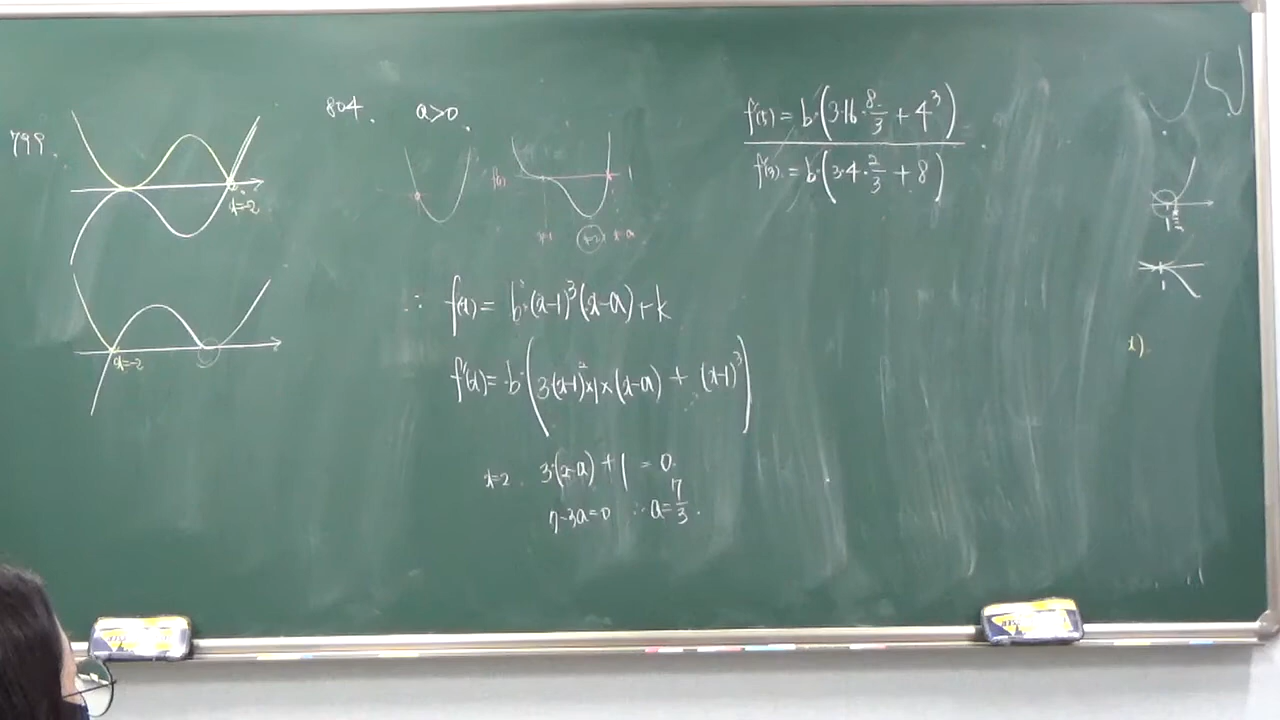 799.
x=-2
x=-2
804. a>0
f(x)
x=1 x=2 x=a
∴ f(x) = b·(x-1)³(x-a)+k
f'(x) = b·(3(x-1)²×1×(x-a) + (x-1)³)
x=2. 3·(2-a) + 1 = 0.
7-3a=0 ∴ a=7/3.
f'(5) = b·(3·16·8/3 + 4³)
f'(3) = b·(3·4·2/3 + 8)
1
1